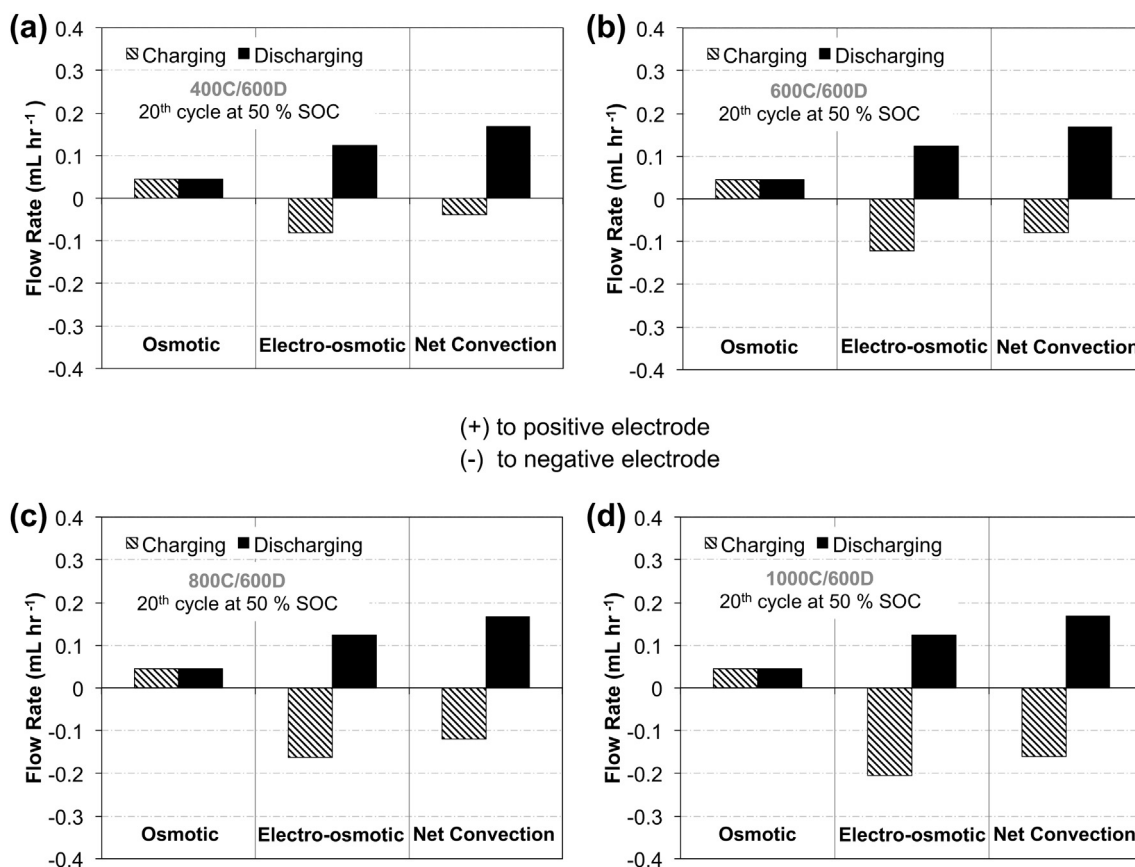 (a)
Flow Rate (mL hr⁻¹)
0.4
0.3
0.2
0.1
0
-0.1
-0.2
-0.3
-0.4
Charging Discharging
400C/600D
20th cycle at 50 % SOC
Osmotic Electro-osmotic Net Convection
(b)
Flow Rate (mL hr⁻¹)
0.4
0.3
0.2
0.1
0
-0.1
-0.2
-0.3
-0.4
Charging Discharging
600C/600D
20th cycle at 50 % SOC
Osmotic Electro-osmotic Net Convection
(+) to positive electrode
(-) to negative electrode
(c)
Flow Rate (mL hr⁻¹)
0.4
0.3
0.2
0.1
0
-0.1
-0.2
-0.3
-0.4
Charging Discharging
800C/600D
20th cycle at 50 % SOC
Osmotic Electro-osmotic Net Convection
(d)
Flow Rate (mL hr⁻¹)
0.4
0.3
0.2
0.1
0
-0.1
-0.2
-0.3
-0.4
Charging Discharging
1000C/600D
20th cycle at 50 % SOC
Osmotic Electro-osmotic Net Convection